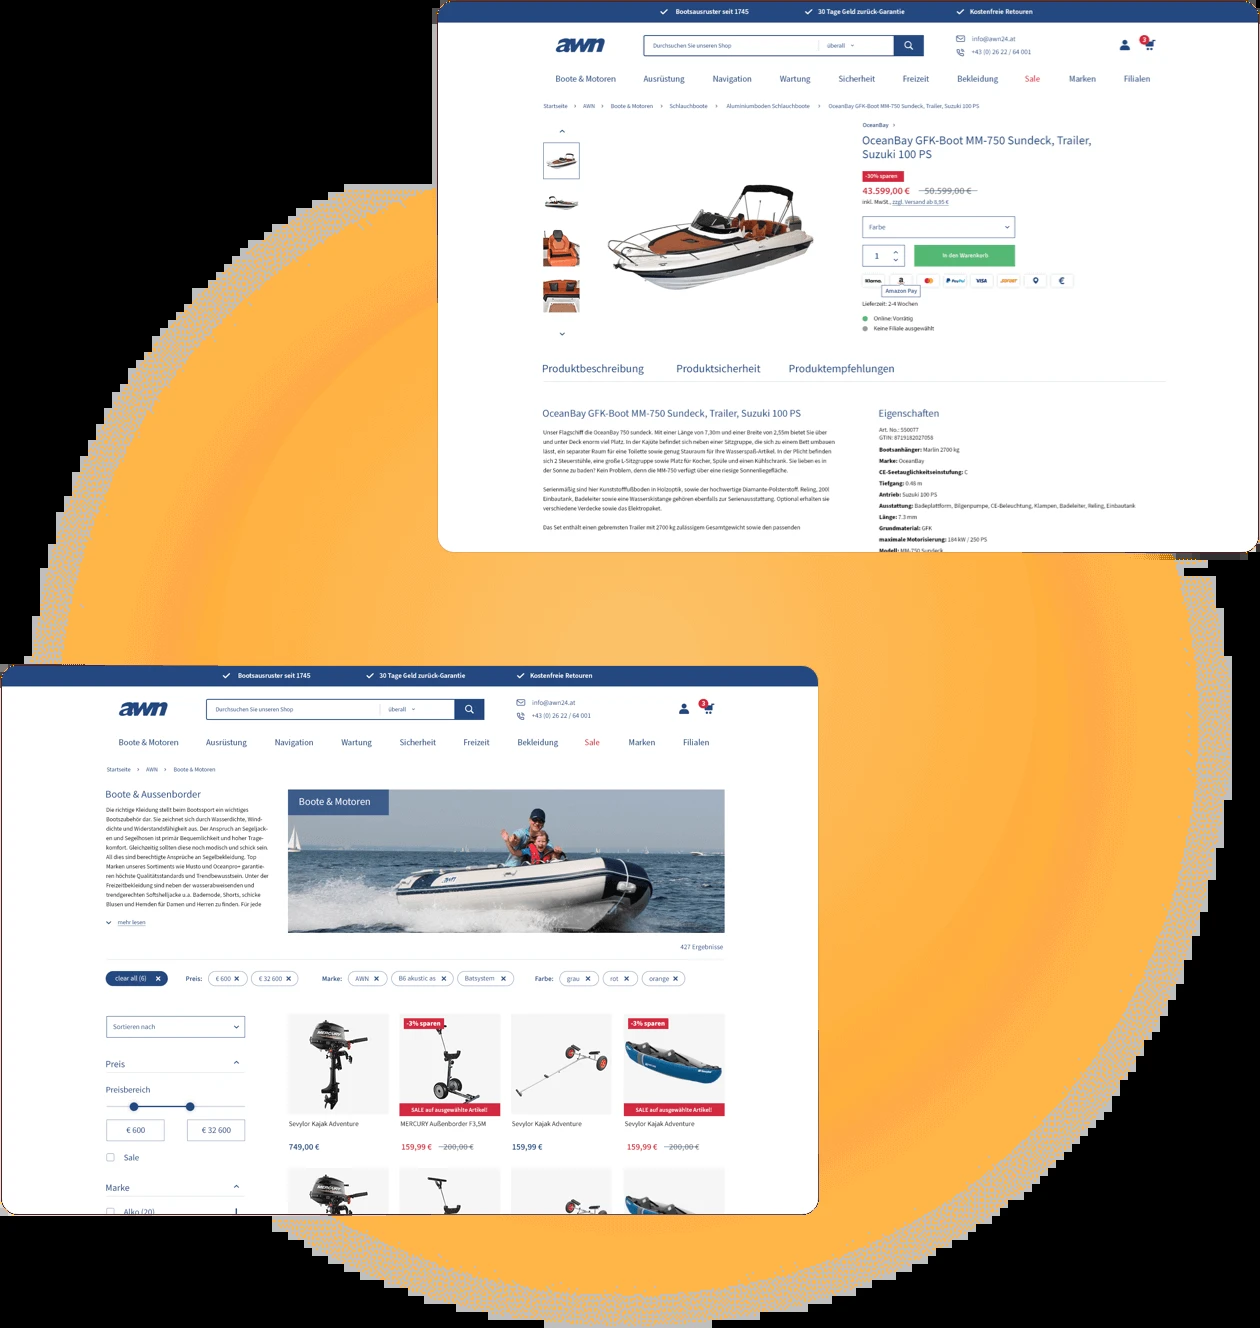 Bootsausruster seit 1745 30 Tage Geld zurück-Garantie Kostenfreie Retouren
awn
Durchsuchen Sie unseren Shop überall
info@awn24.at
+43 (0) 26 22 / 64 001
3
Boote & Motoren Ausrüstung Navigation Wartung Sicherheit Freizeit Bekleidung Sale Marken Filialen
Startseite › AWN › Boote & Motoren › Schlauchboote › Aluminiumboden Schlauchboote › OceanBay GFK-Boot MM-750 Sundeck, Trailer, Suzuki 100 PS
OceanBay ›
OceanBay GFK-Boot MM-750 Sundeck, Trailer,
Suzuki 100 PS
-30% sparen
43.599,00 € 50.599,00 €
inkl. MwSt., zzgl. Versand ab 6,95 €
Farbe
1 In den Warenkorb
Klarna. a PayPal VISA €
Amazon Pay
Lieferzeit: 2-4 Wochen
Online: Vorrätig
Keine Filiale ausgewählt
Produktbeschreibung Produktsicherheit Produktempfehlungen
OceanBay GFK-Boot MM-750 Sundeck, Trailer, Suzuki 100 PS
Unser Flagschiff die OceanBay 750 sundeck. Mit einer Länge von 7,30m und einer Breite von 2,55m bietet Sie über
und unter Deck enorm viel Platz. In der Kajüte befindet sich neben einer Sitzgruppe, die sich zu einem Bett umbauen
lässt, ein separater Raum für eine Toilette sowie genug Stauraum für Ihre Wasserspaß-Artikel. In der Plicht befinden
sich 2 Steuerstühle, eine große L-Sitzgruppe sowie Platz für Kocher, Spüle und einen Kühlschrank. Sie lieben es in
der Sonne zu baden? Kein Problem, denn die MM-750 verfügt über eine riesige Sonnenliegefläche.
Serienmäßig sind hier Kunststofffußboden in Holzoptik, sowie der hochwertige Diamante-Polsterstoff. Reling, 200l
Einbautank, Badeleiter sowie eine Wasserskistange gehören ebenfalls zur Serienausstattung. Optional erhalten sie
verschiedene Verdecke sowie das Elektropaket.
Das Set enthält einen gebremsten Trailer mit 2700 kg zulässigem Gesamtgewicht sowie den passenden
Eigenschaften
Art. No.: 55007T
GTIN: 8719182027058
Bootsanhänger: Marlin 2700 kg
Marke: OceanBay
CE-Seetauglichkeitseinstufung: C
Tiefgang: 0.46 m
Antrieb: Suzuki 100 PS
Ausstattung: Badeplattform, Bilgenpumpe, CE-Beleuchtung, Klampen, Badeleiter, Reling, Einbautank
Länge: 7.3 mm
Grundmaterial: GFK
maximale Motorisierung: 184 kW / 250 PS
Modell: MM-750 Sundeck
Bootsausruster seit 1745 30 Tage Geld zurück-Garantie Kostenfreie Retouren
awn
Durchsuchen Sie unseren Shop überall
info@awn24.at
+43 (0) 26 22 / 64 001
3
Boote & Motoren Ausrüstung Navigation Wartung Sicherheit Freizeit Bekleidung Sale Marken Filialen
Startseite › AWN › Boote & Motoren
Boote & Aussenborder
Die richtige Kleidung stellt beim Bootssport ein wichtiges
Bootszubehör dar. Sie zeichnet sich durch Wasserdichte, Wind-
dichte und Widerstandsfähigkeit aus. Der Anspruch an Segeljack-
en und Segelhosen ist primär Bequemlichkeit und hoher Trage-
komfort. Gleichzeitig sollten diese noch modisch und schick sein.
All dies sind berechtigte Ansprüche an Segelbekleidung. Top
Marken unseres Sortiments wie Musto und Oceanpro+ garantie-
ren höchste Qualitätsstandards und Trendbewusstsein. Unter der
Freizeitbekleidung sind neben der wasserabweisenden und
trendgerechten Softshelljacke u.a. Bademode, Shorts, schicke
Blusen und Hemden für Damen und Herren zu finden. Für jede
mehr lesen
Boote & Motoren
427 Ergebnisse
clear all (6) Preis: € 600 € 32 600 Marke: AWN B6 akustic as Batsystem Farbe: grau rot orange
Sortieren nach
Preis
Preisbereich
€ 600 € 32 600
Sale
Marke
Alko (20)
MERCURY
-3% sparen
-3% sparen
SALE auf ausgewählte Artikel!
SALE auf ausgewählte Artikel!
Sevylor Kajak Adventure MERCURY Außenborder F3,5M Sevylor Kajak Adventure Sevylor Kajak Adventure
749,00 € 159,99 € 200,00 € 159,99 € 159,99 € 200,00 €